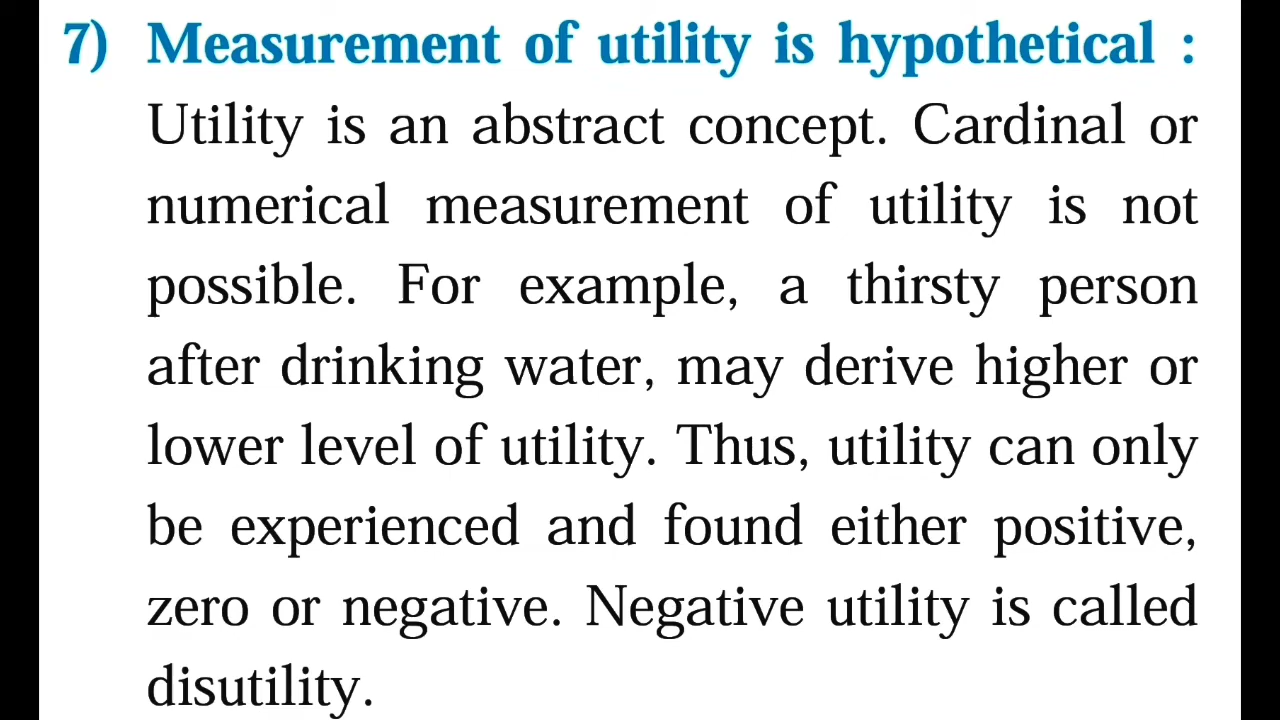 7) Measurement of utility is hypothetical :
Utility is an abstract concept. Cardinal or
numerical measurement of utility is not
possible. For example, a thirsty person
after drinking water, may derive higher or
lower level of utility. Thus, utility can only
be experienced and found either positive,
zero or negative. Negative utility is called
disutility.